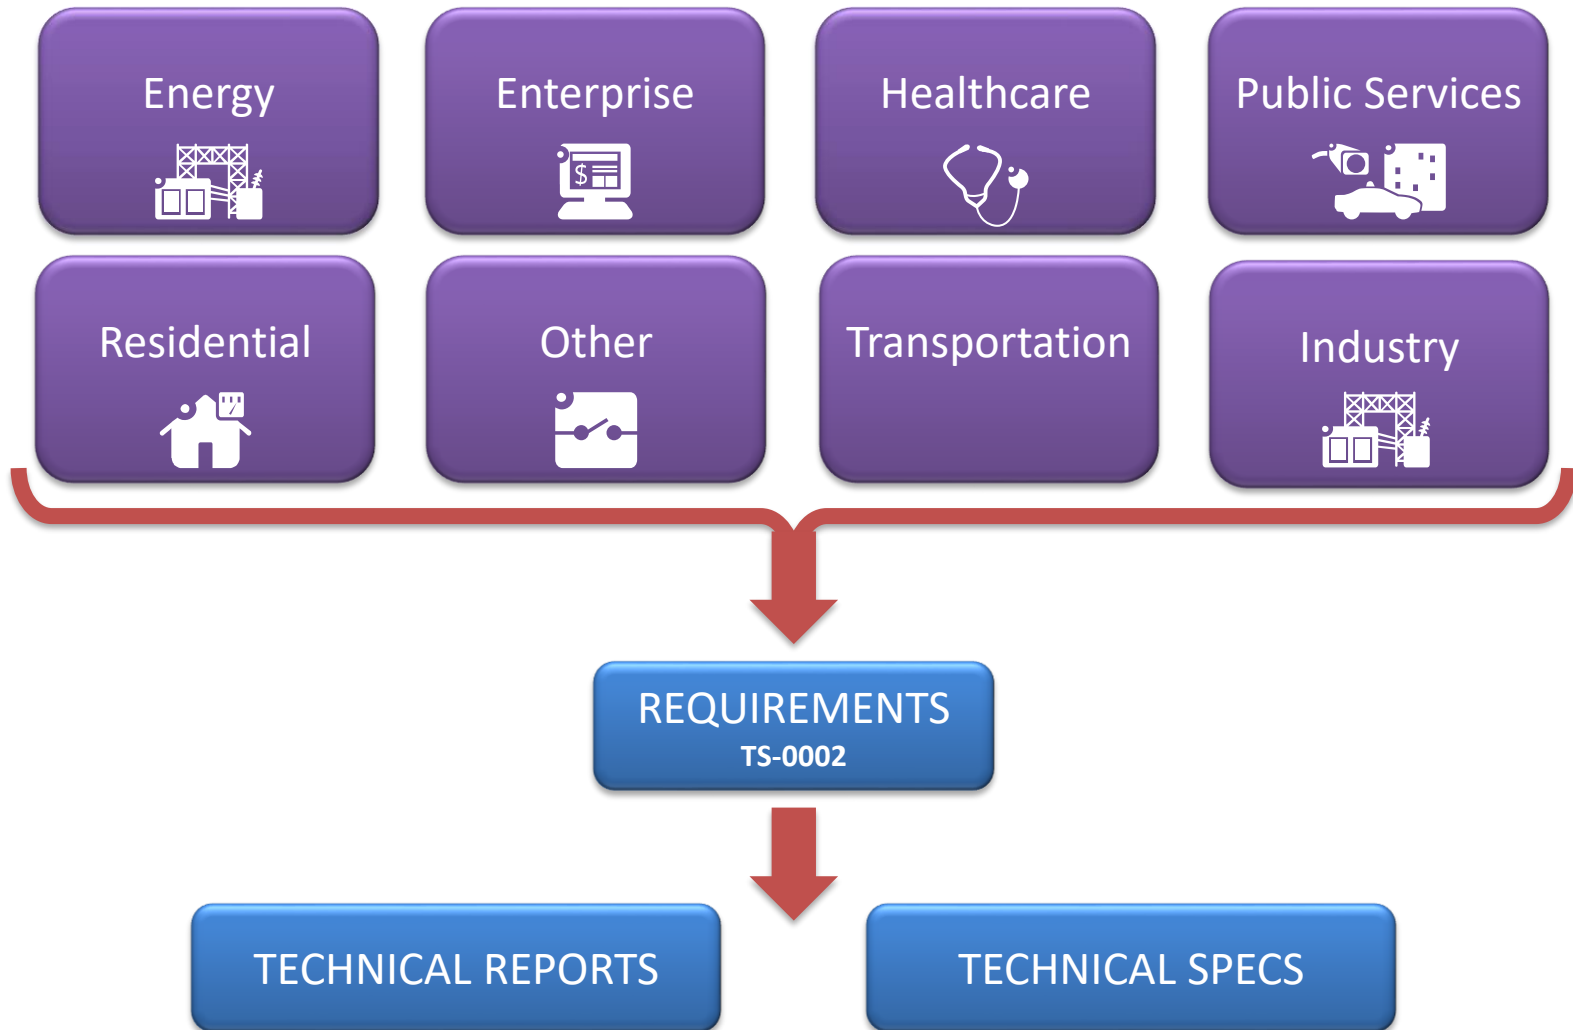 Energy
Enterprise
Healthcare
Public Services
$
Residential
Other
Transportation
Industry
REQUIREMENTS
TS-0002
TECHNICAL REPORTS
TECHNICAL SPECS